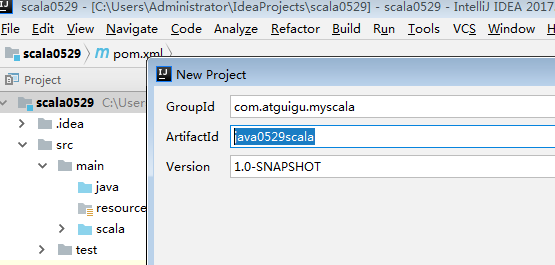 scala0529 - [C:\Users\Administrator\IdeaProjects\scala0529] - scala0529 - IntelliJ IDEA 2017
File Edit View Navigate Code Analyze Refactor Build Run Tools VCS Window
scala0529 pom.xml
Project
New Project
scala0529 C:\User
.idea
src
main
java
resource
scala
test
GroupId com.atguigu.myscala
ArtifactId java0529scala
Version 1.0-SNAPSHOT